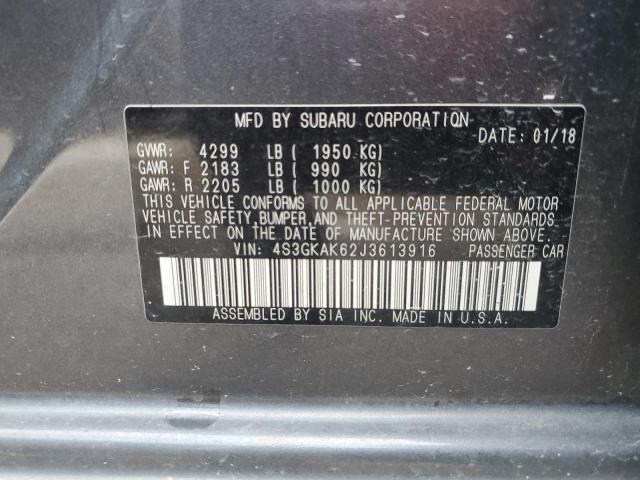 MFD BY SUBARU CORPORATION
DATE: 01/18
GVWR: 4299 LB ( 1950 KG)
GAWR: F 2183 LB ( 990 KG)
GAWR: R 2205 LB ( 1000 KG)
THIS VEHICLE CONFORMS TO ALL APPLICABLE FEDERAL MOTOR
VEHICLE SAFETY, BUMPER, AND THEFT-PREVENTION STANDARDS
IN EFFECT ON THE DATE OF MANUFACTURE SHOWN ABOVE.
VIN: 4S3GKAK62J3613916 PASSENGER CAR
ASSEMBLED BY SIA INC. MADE IN U.S.A.